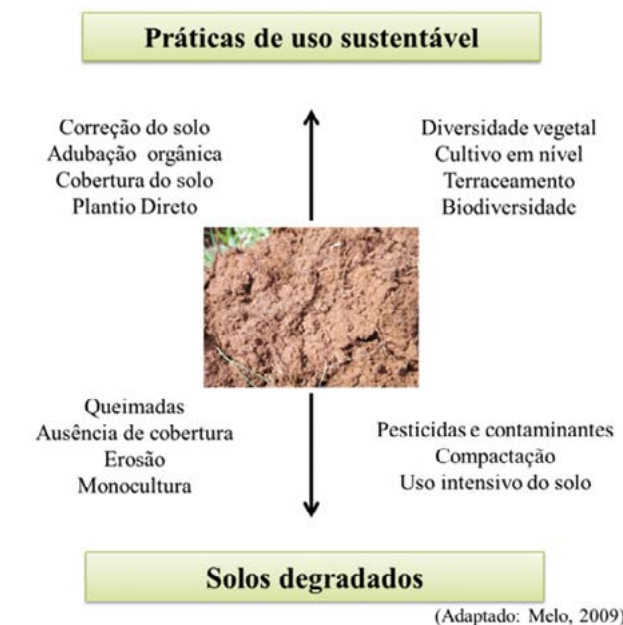 Práticas de uso sustentável
Correção do solo
Adubação orgânica
Cobertura do solo
Plantio Direto
Diversidade vegetal
Cultivo em nível
Terraceamento
Biodiversidade
Queimadas
Ausência de cobertura
Erosão
Monocultura
Pesticidas e contaminantes
Compactação
Uso intensivo do solo
Solos degradados
(Adaptado: Melo, 2009)